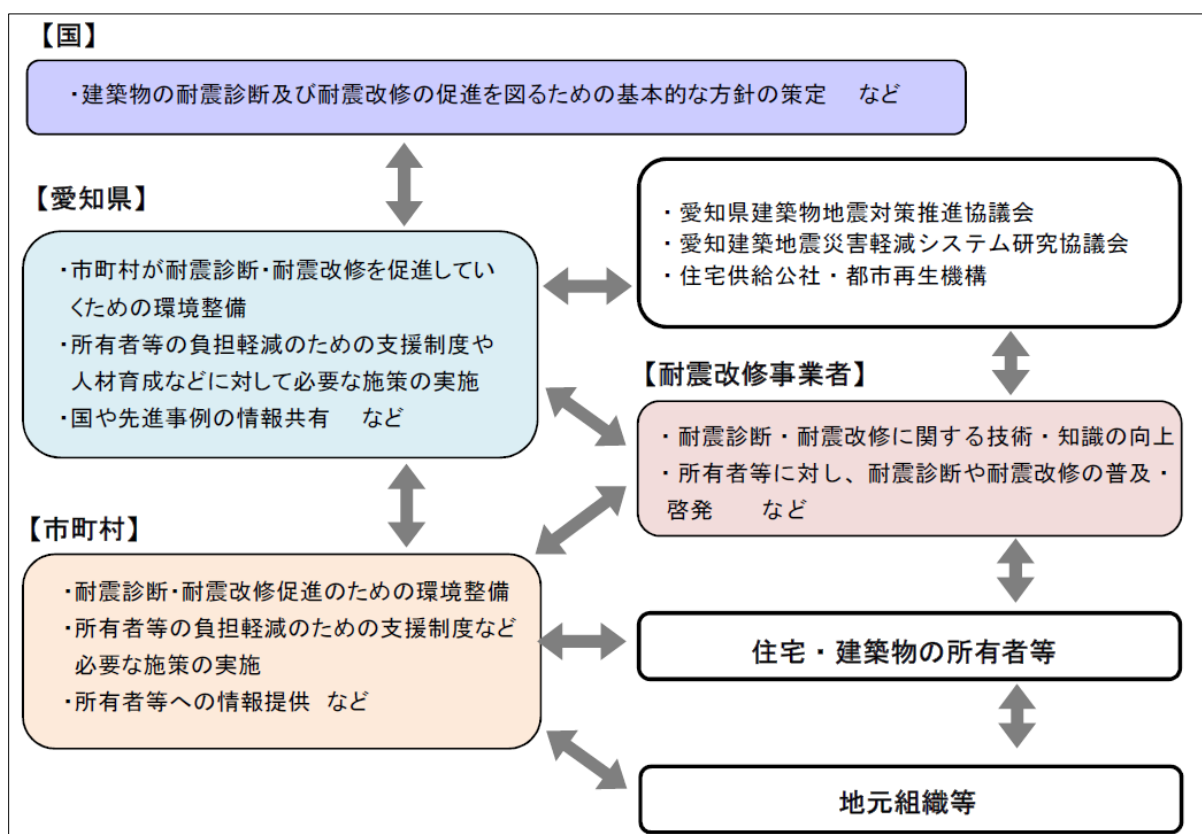 【国】
・建築物の耐震診断及び耐震改修の促進を図るための基本的な方針の策定　など
【愛知県】
・市町村が耐震診断・耐震改修を促進してい
くための環境整備
・所有者等の負担軽減のための支援制度や
人材育成などに対して必要な施策の実施
・国や先進事例の情報共有　など
・愛知県建築物地震対策推進協議会
・愛知建築地震災害軽減システム研究協議会
・住宅供給公社・都市再生機構
【耐震改修事業者】
・耐震診断・耐震改修に関する技術・知識の向上
・所有者等に対し、耐震診断や耐震改修の普及・
啓発　など
【市町村】
・耐震診断・耐震改修促進のための環境整備
・所有者等の負担軽減のための支援制度など
必要な施策の実施
・所有者等への情報提供　など
住宅・建築物の所有者等
地元組織等